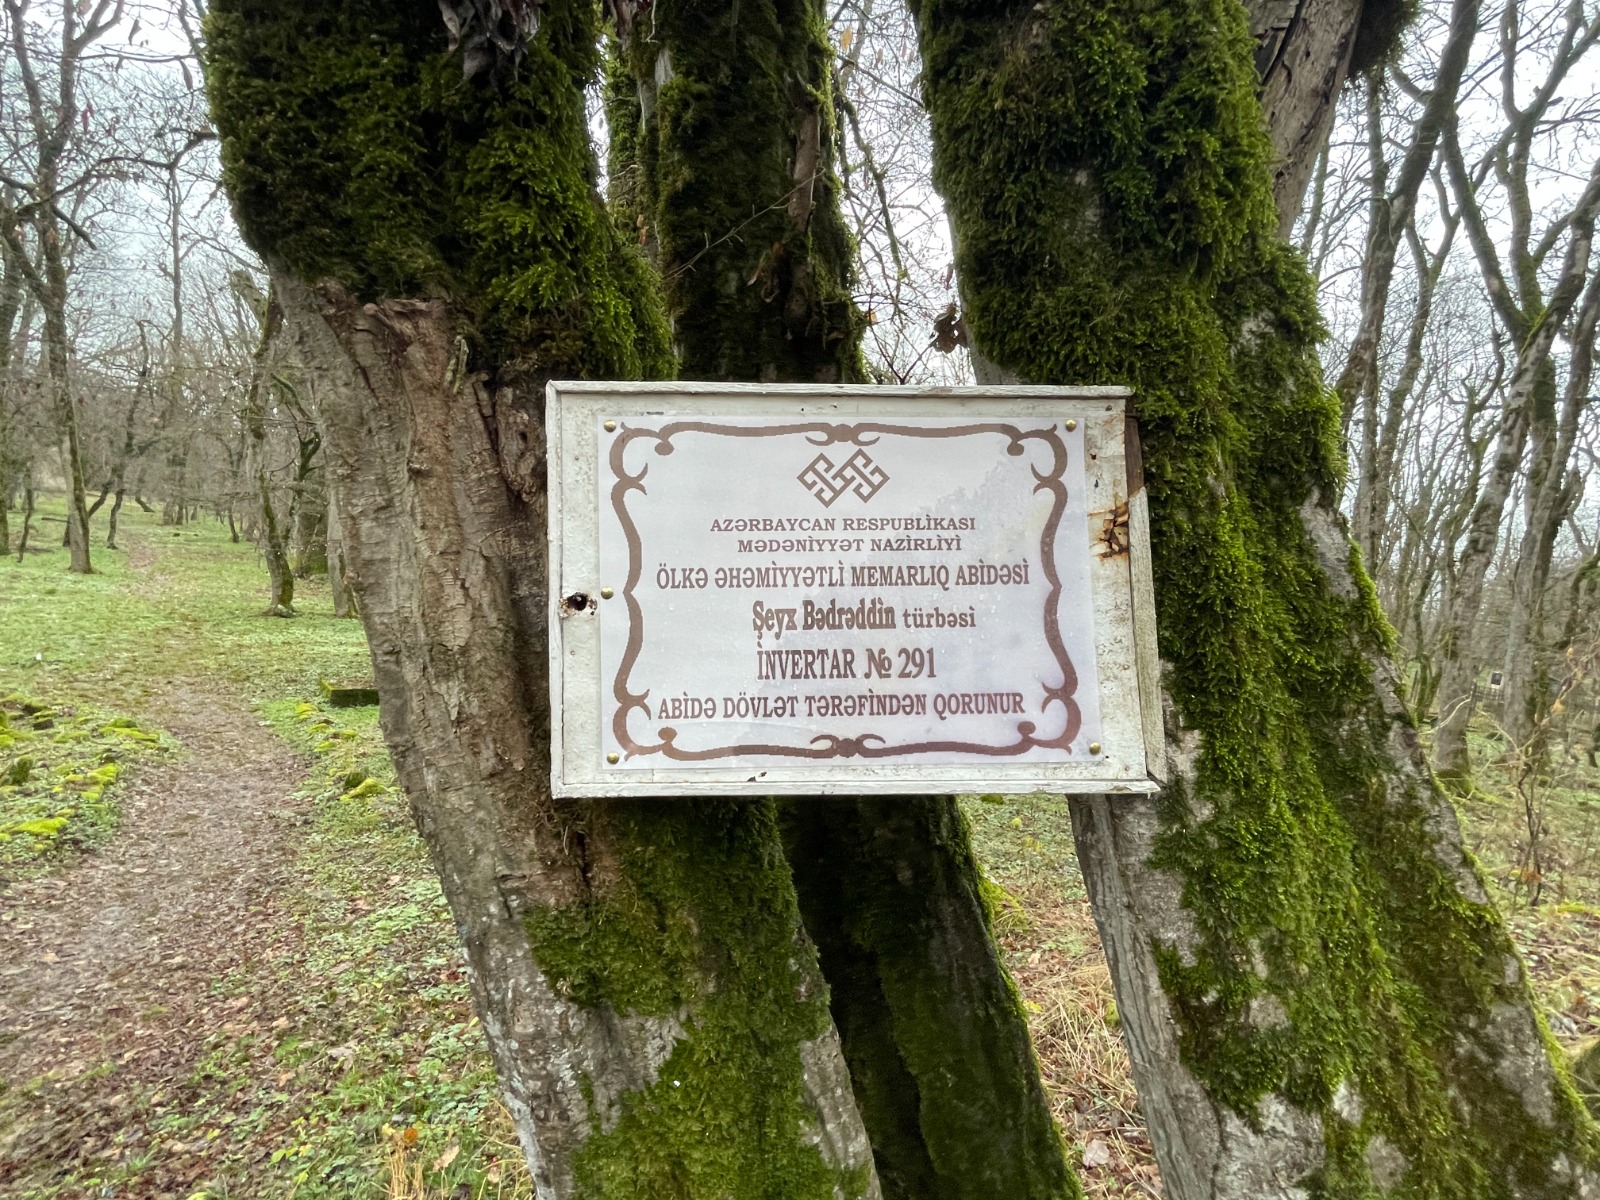 AZƏRBAYCAN RESPUBLİKASI
MƏDƏNİYYƏT NAZİRLİYİ
ÖLKƏ ƏHƏMİYYƏTLİ MEMARLIQ ABİDƏSİ
Şeyx Bədrəddin türbəsi
İNVERTAR № 291
ABİDƏ DÖVLƏT TƏRƏFİNDƏN QORUNUR